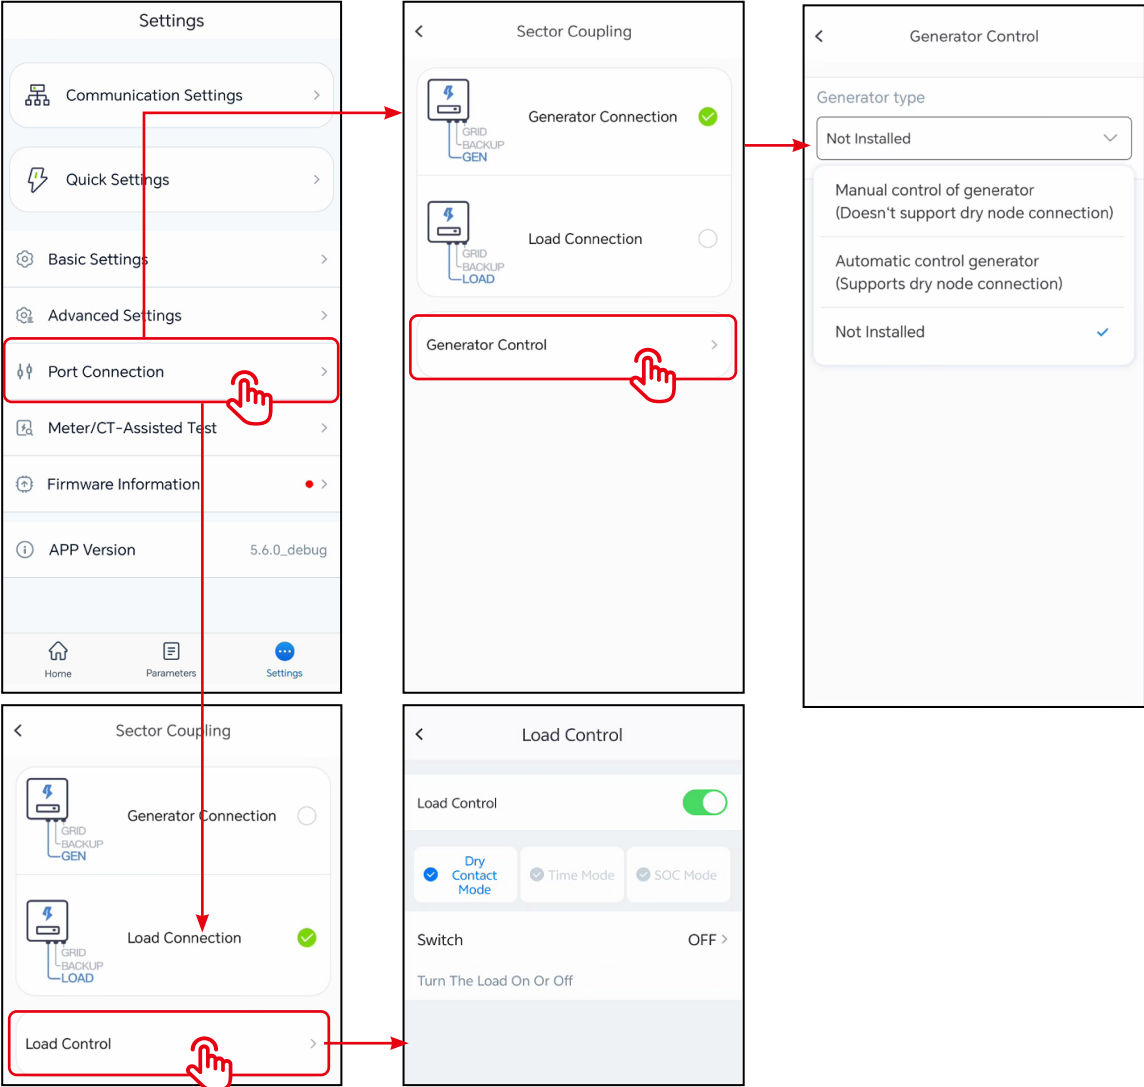 Settings
Communication Settings
Quick Settings
Basic Settings
Advanced Settings
Port Connection
Meter/CT-Assisted Test
Firmware Information
APP Version
5.6.0_debug
Home
Parameters
Settings
Sector Coupling
GRID
BACKUP
GEN
Generator Connection
GRID
BACKUP
LOAD
Load Connection
Generator Control
Generator Control
Generator type
Not Installed
Manual control of generator
(Doesn't support dry node connection)
Automatic control generator
(Supports dry node connection)
Not Installed
Sector Coupling
GRID
BACKUP
GEN
Generator Connection
GRID
BACKUP
LOAD
Load Connection
Load Control
Load Control
Load Control
Dry
Contact
Mode
Time Mode
SOC Mode
Switch
OFF
Turn The Load On Or Off